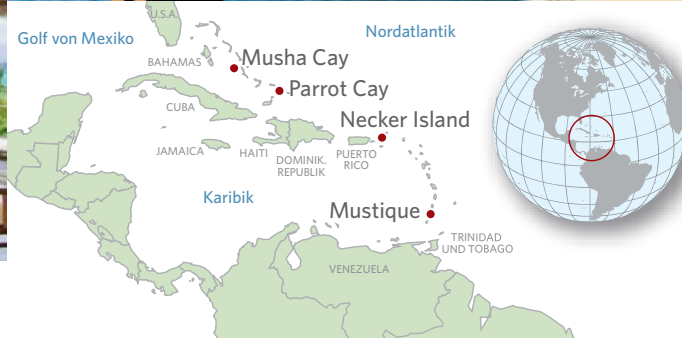 U.S.A.
Golf von Mexiko
Nordatlantik
BAHAMAS
Musha Cay
Parrot Cay
CUBA
Necker Island
JAMAICA
HAITI
DOMINIK.
REPUBLIK
PUERTO
RICO
Karibik
Mustique
TRINIDAD
UND TOBAGO
VENEZUELA